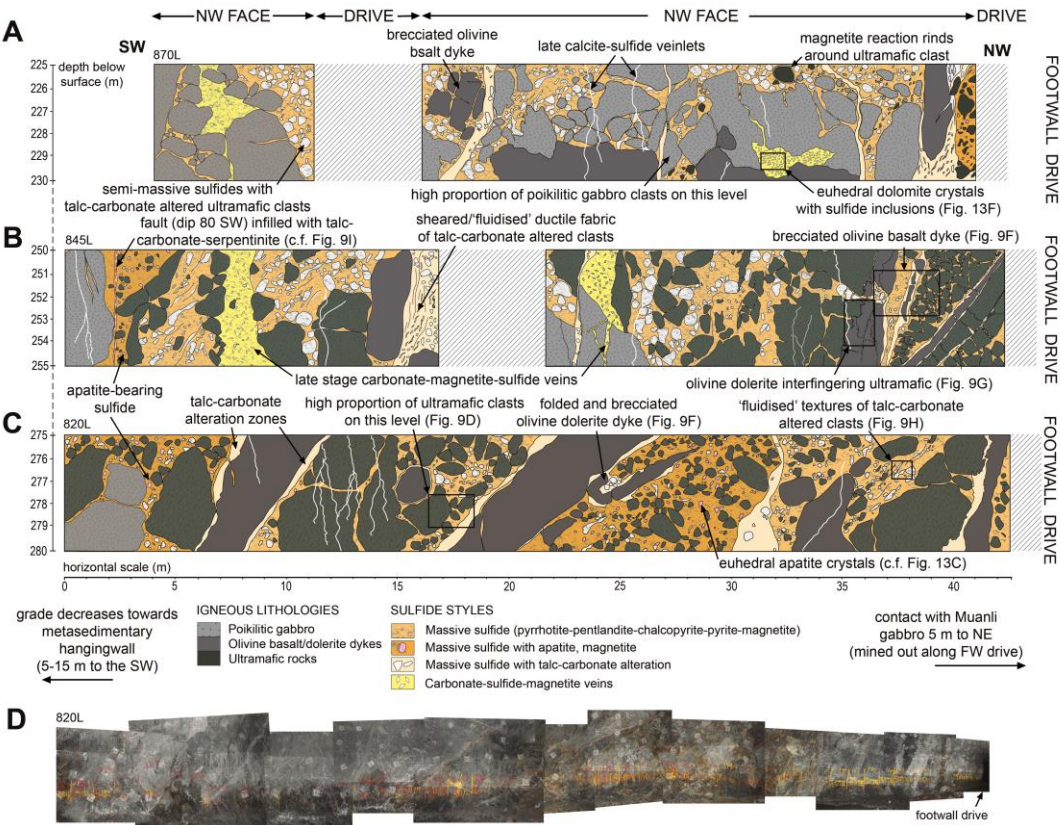 NW FACE
DRIVE
NW FACE
DRIVE
A
SW
brecciated olivine
bsalt dyke
late calcite-sulfide veinlets
magnetite reaction rinds
around ultramafic clast
NW
depth below
surface (m)
870L
225
226
227
228
229
230
FOOTWALL DRIVE
semi-massive sulfides with
talc-carbonate altered ultramafic clasts
high proportion of poikilitic gabbro clasts on this level
euhedral dolomite crystals
with sulfide inclusions (Fig. 13F)
fault (dip 80 SW) infilled with talc-
carbonate-serpentinite (c.f. Fig. 9I)
sheared/'fluidised' ductile fabric
of talc-carbonate altered clasts
brecciated olivine basalt dyke (Fig. 9F)
B
845L
250
251
252
253
254
255
FOOTWALL DRIVE
apatite-bearing
sulfide
late stage carbonate-magnetite-sulfide veins
olivine dolerite interfingering ultramafic (Fig. 9G)
talc-carbonate
alteration zones
high proportion of ultramafic clasts
on this level (Fig. 9D)
folded and brecciated
olivine dolerite dyke (Fig. 9F)
'fluidised' textures of talc-carbonate
altered clasts (Fig. 9H)
C
820L
275
276
277
278
279
280
FOOTWALL DRIVE
euhedral apatite crystals (c.f. Fig. 13C)
horizontal scale (m)
0 5 10 15 20 25 30 35 40
grade decreases towards
metasedimentary
hangingwall
(5-15 m to the SW)
IGNEOUS LITHOLOGIES
Poikilitic gabbro
Olivine basalt/dolerite dykes
Ultramafic rocks
SULFIDE STYLES
Massive sulfide (pyrrhotite-pentlandite-chalcopyrite-pyrite-magnetite)
Massive sulfide with apatite, magnetite
Massive sulfide with talc-carbonate alteration
Carbonate-sulfide-magnetite veins
contact with Muanli
gabbro 5 m to NE
(mined out along FW drive)
D
820L
footwall drive